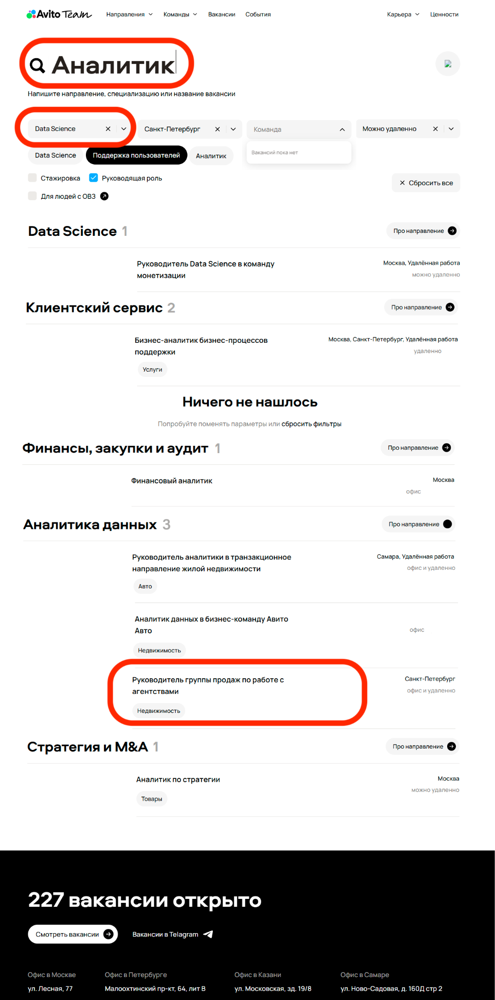 Avito Team Направления Команды Вакансии События Карьера Ценности
Аналитик
Напишите направление, специализацию или название вакансии
Data Science Санкт-Петербург Команда Можно удаленно
Вакансий пока нет
Data Science Поддержка пользователей Аналитик
Стажировка Руководящая роль
Сбросить все
Для людей с ОВЗ
Data Science 1 Про направление
Руководитель Data Science в команду
монетизации
Москва, Удалённая работа
можно удаленно
Клиентский сервис 2 Про направление
Бизнес-аналитик бизнес-процессов
поддержки
Москва, Санкт-Петербург, Удалённая работа
удаленно
Услуги
Ничего не нашлось
Попробуйте поменять параметры или сбросить фильтры
Финансы, закупки и аудит 1 Про направление
Финансовый аналитик
Москва
офис
Аналитика данных 3 Про направление
Руководитель аналитики в транзакционное
направление жилой недвижимости
Самара, Удалённая работа
офис и удаленно
Авто
Аналитик данных в бизнес-команду Авито
Авто
офис
Недвижимость
Руководитель группы продаж по работе с
агентствами
Санкт-Петербург
офис и удаленно
Недвижимость
Стратегия и M&A 1 Про направление
Аналитик по стратегии
Москва
можно удаленно
Товары
227 вакансии открыто
Смотреть вакансии Вакансии в Telagram
Офис в Москве Офис в Петербурге Офис в Казани Офис в Самаре
ул. Лесная, 77 Малоохтинский пр-кт, 64, лит В ул. Московская, зд. 19/8 ул. Ново-Садовая, д. 160Д стр 2